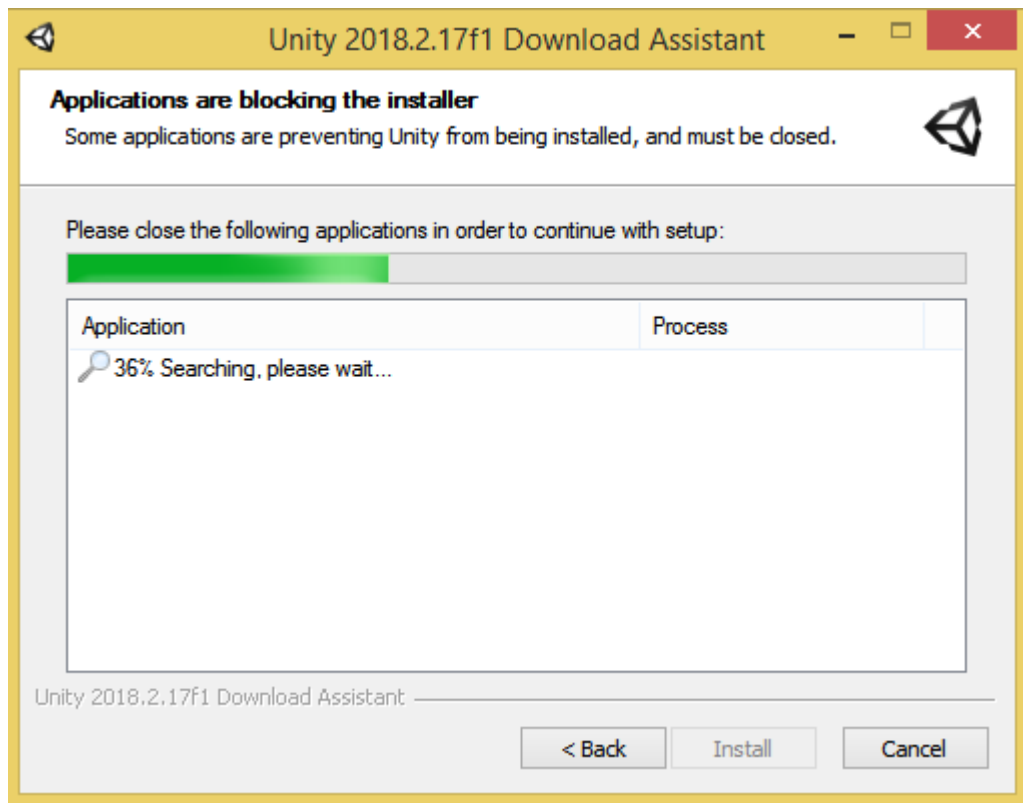 Unity 2018.2.17f1 Download Assistant
Applications are blocking the installer
Some applications are preventing Unity from being installed, and must be closed.
Please close the following applications in order to continue with setup:
Application Process
36% Searching, please wait...
Unity 2018.2.17f1 Download Assistant
< Back Install Cancel